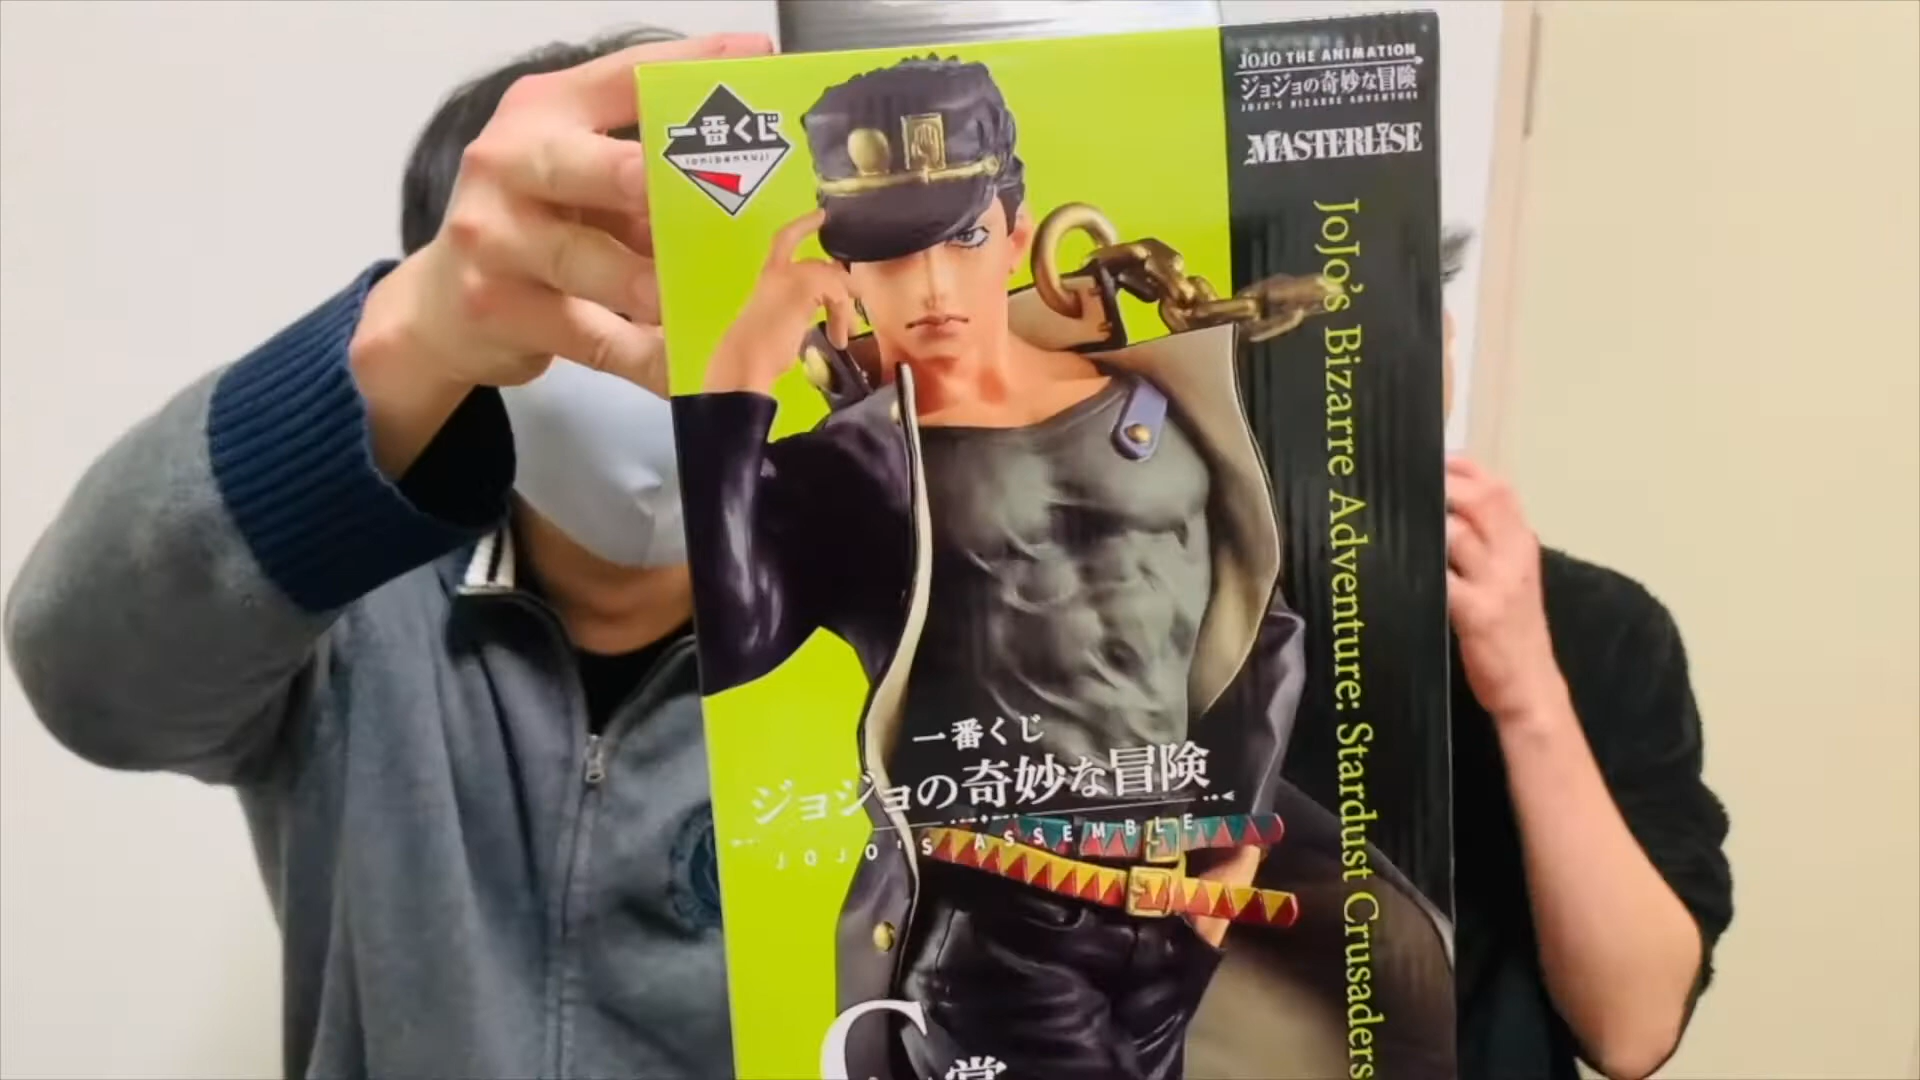 一番くじ
ichibankuji
JOJO THE ANIMATION
ジョジョの奇妙な冒険
JOJO'S BIZARRE ADVENTURE
MASTERLISE
JoJo's Bizarre Adventure: Stardust Crusaders
一番くじ
ジョジョの奇妙な冒険
JOJO'S ASSEMBLE
C賞